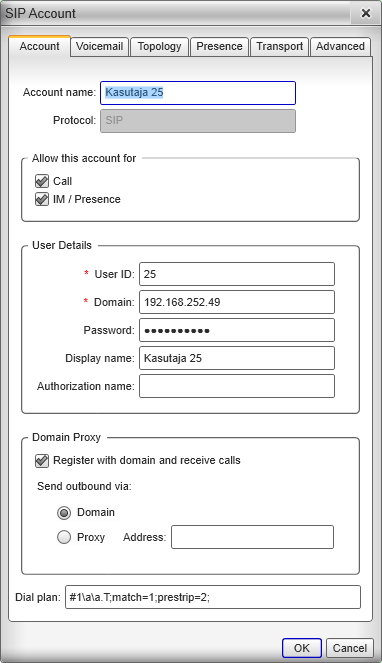 SIP Account
Account Voicemail Topology Presence Transport Advanced
Account name: Kasutaja 25
Protocol: SIP
Allow this account for
Call
IM / Presence
User Details
* User ID: 25
* Domain: 192.168.252.49
Password: ●●●●●●●●●●
Display name: Kasutaja 25
Authorization name:
Domain Proxy
Register with domain and receive calls
Send outbound via:
Domain
Proxy Address:
Dial plan: #1\a\a.T;match=1;prestrip=2;
OK Cancel